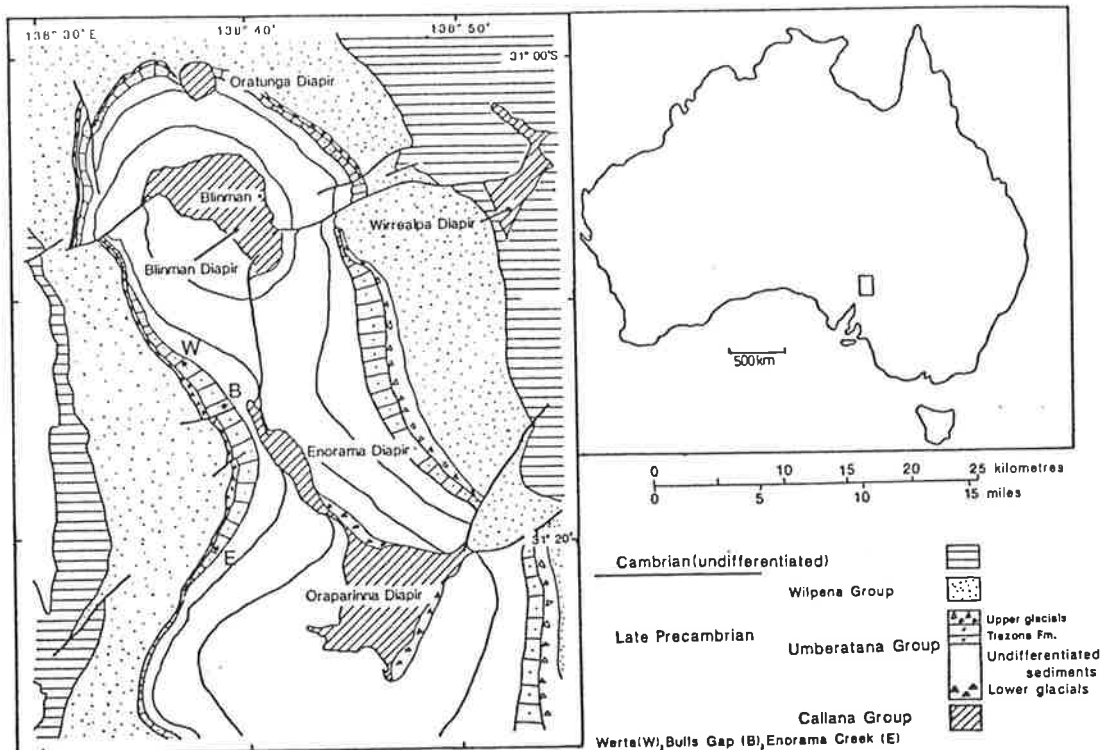 138 30 E
138° 40'
138° 50'
31° 00'S
Oratunga Diapir
Blinman
Wirrealpa Diapir
Blinman Diapir
W
B
Enorama Diapir
31° 20'
E
Oraparinna Diapir
500km
0 10 15 20 25 kilometres
0 5 10 15 miles
Cambrian (undifferentiated)
Wilpena Group
Late Precambrian
Umberatana Group
Upper glacials
Trezona Fm.
Undifferentiated
sediments
Lower glacials
Callana Group
Werta(W),Bulls Gap (B),Enorama Creek (E)